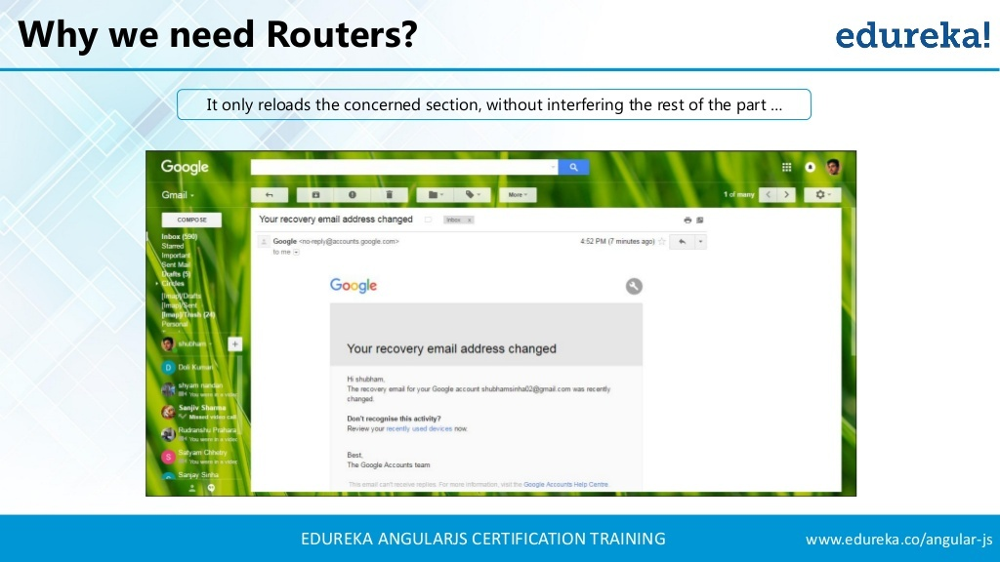 Why we need Routers?
edureka!
It only reloads the concerned section, without interfering the rest of the part ...
Google
Gmail
1 of many
More
COMPOSE
Your recovery email address changed
Inbox x
Inbox (590)
Google <no-reply@accounts.google.com>
4:52 PM (7 minutes ago)
to me
Starred
Important
Sent Mail
Drafts (5)
Circles
[Imap]/Drafts
[Imap]/Sent
[Imap]/Trash (24)
Personal
shubham
Doli Kumari
shyam nandan
You were in a video
Sanjiv Sharma
Missed video call
Rudranshu Prahara
You were in a video
Satyam Chhetry
You were in a video
Sanjay Sinha
Google
Your recovery email address changed
Hi shubham,
The recovery email for your Google account shubhamsinha02@gmail.com was recently
changed.
Don't recognise this activity?
Review your recently used devices now.
Best,
The Google Accounts team
This email can't receive replies. For more information, visit the Google Accounts Help Centre.
EDUREKA ANGULARJS CERTIFICATION TRAINING
www.edureka.co/angular-js